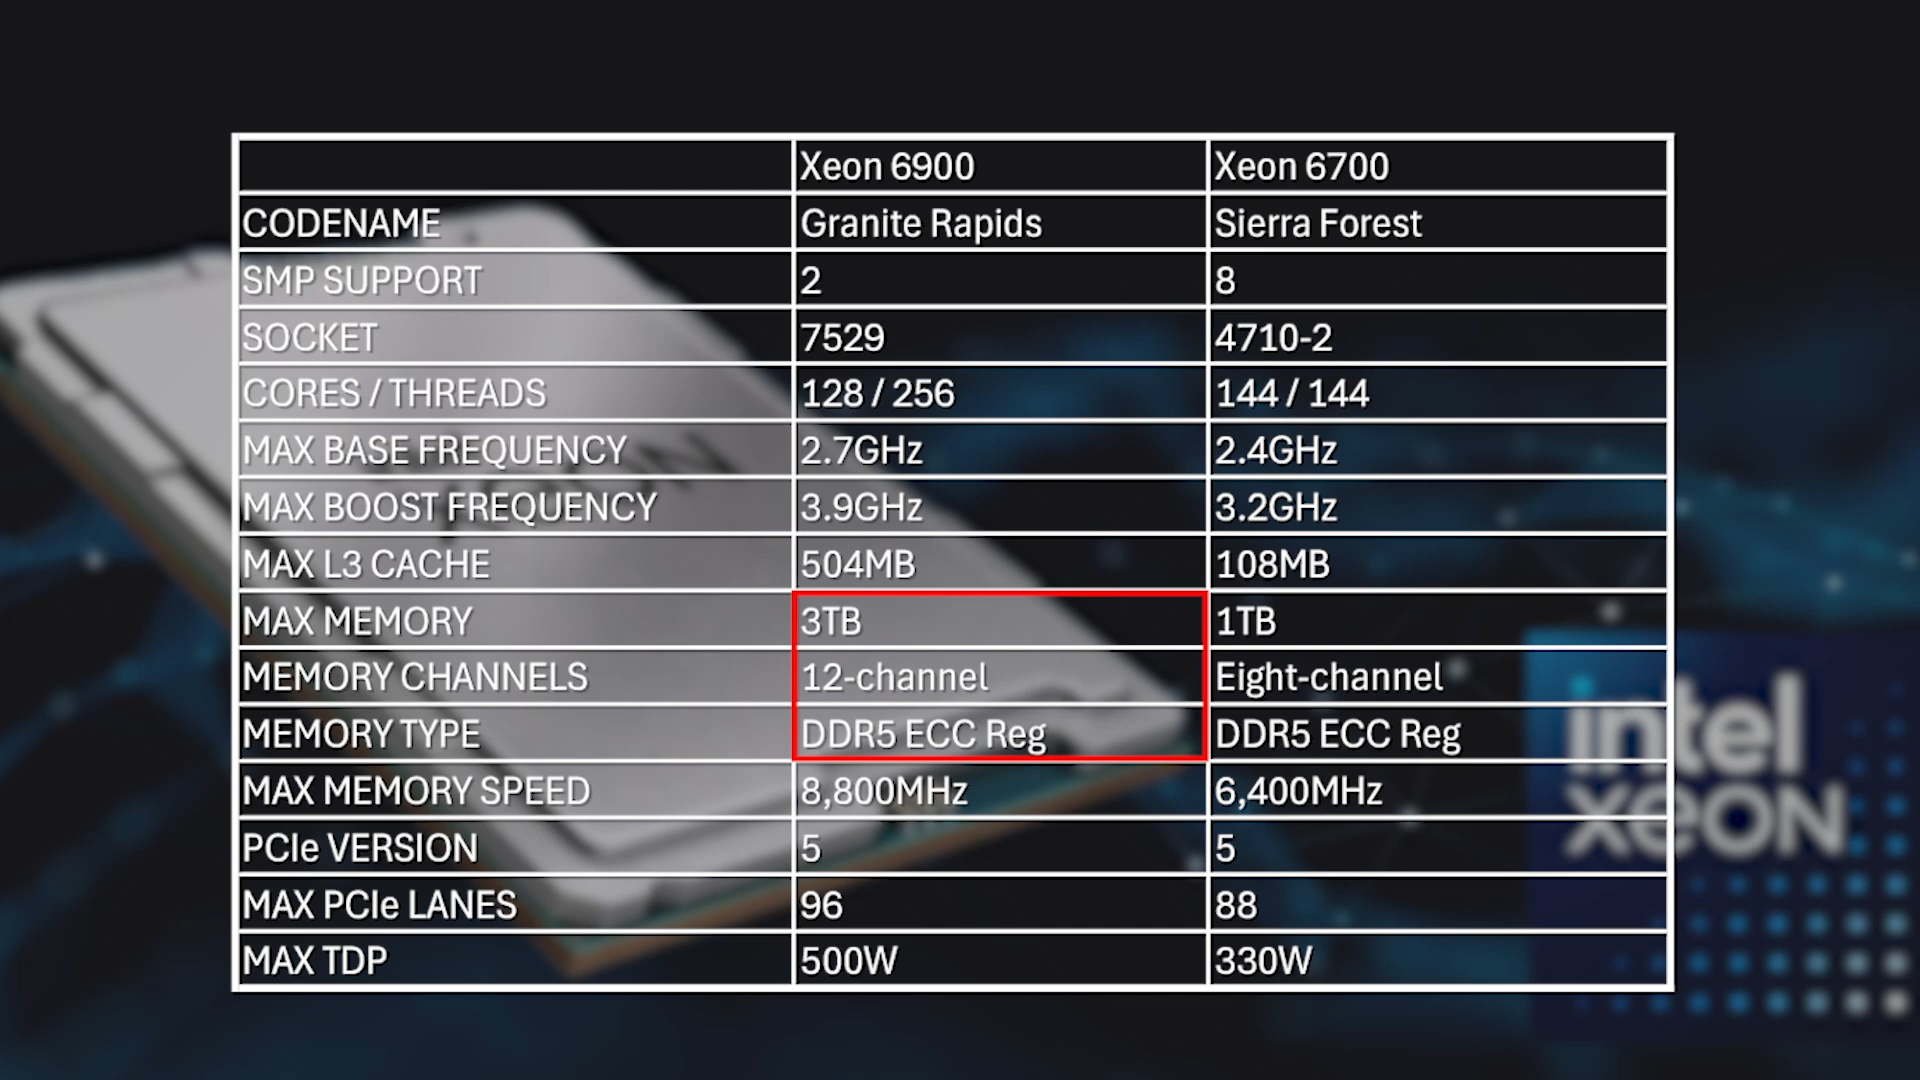 Xeon 6900 Xeon 6700
CODENAME Granite Rapids Sierra Forest
SMP SUPPORT 2 8
SOCKET 7529 4710-2
CORES / THREADS 128 / 256 144 / 144
MAX BASE FREQUENCY 2.7GHz 2.4GHz
MAX BOOST FREQUENCY 3.9GHz 3.2GHz
MAX L3 CACHE 504MB 108MB
MAX MEMORY 3TB 1TB
MEMORY CHANNELS 12-channel Eight-channel
MEMORY TYPE DDR5 ECC Reg DDR5 ECC Reg
MAX MEMORY SPEED 8,800MHz 6,400MHz
PCIe VERSION 5 5
MAX PCIe LANES 96 88
MAX TDP 500W 330W
intel
xeon